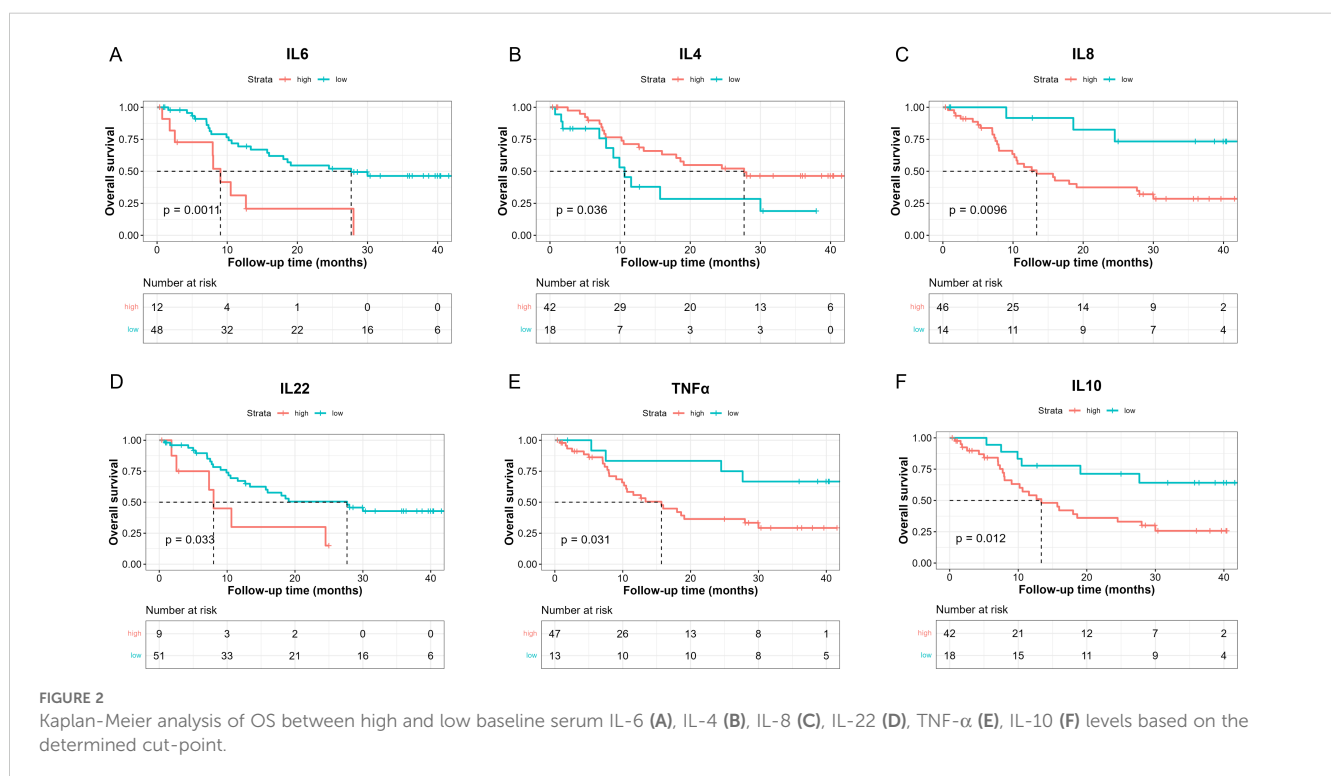 A
IL6
Strata high low
Overall survival
1.00
0.75
0.50
0.25
0.00
p = 0.0011
0 10 20 30 40
Follow-up time (months)
Number at risk
high 12 4 1 0 0
low 48 32 22 16 6
B
IL4
Strata high low
Overall survival
1.00
0.75
0.50
0.25
0.00
p = 0.036
0 10 20 30 40
Follow-up time (months)
Number at risk
high 42 29 20 13 6
low 18 7 3 3 0
C
IL8
Strata high low
Overall survival
1.00
0.75
0.50
0.25
0.00
p = 0.0096
0 10 20 30 40
Follow-up time (months)
Number at risk
high 46 25 14 9 2
low 14 11 9 7 4
D
IL22
Strata high low
Overall survival
1.00
0.75
0.50
0.25
0.00
p = 0.033
0 10 20 30 40
Follow-up time (months)
Number at risk
high 9 3 2 0 0
low 51 33 21 16 6
E
TNFα
Strata high low
Overall survival
1.00
0.75
0.50
0.25
0.00
p = 0.031
0 10 20 30 40
Follow-up time (months)
Number at risk
high 47 26 13 8 1
low 13 10 10 8 5
F
IL10
Strata high low
Overall survival
1.00
0.75
0.50
0.25
0.00
p = 0.012
0 10 20 30 40
Follow-up time (months)
Number at risk
high 42 21 12 7 2
low 18 15 11 9 4
FIGURE 2
Kaplan-Meier analysis of OS between high and low baseline serum IL-6 (A), IL-4 (B), IL-8 (C), IL-22 (D), TNF-α (E), IL-10 (F) levels based on the
determined cut-point.